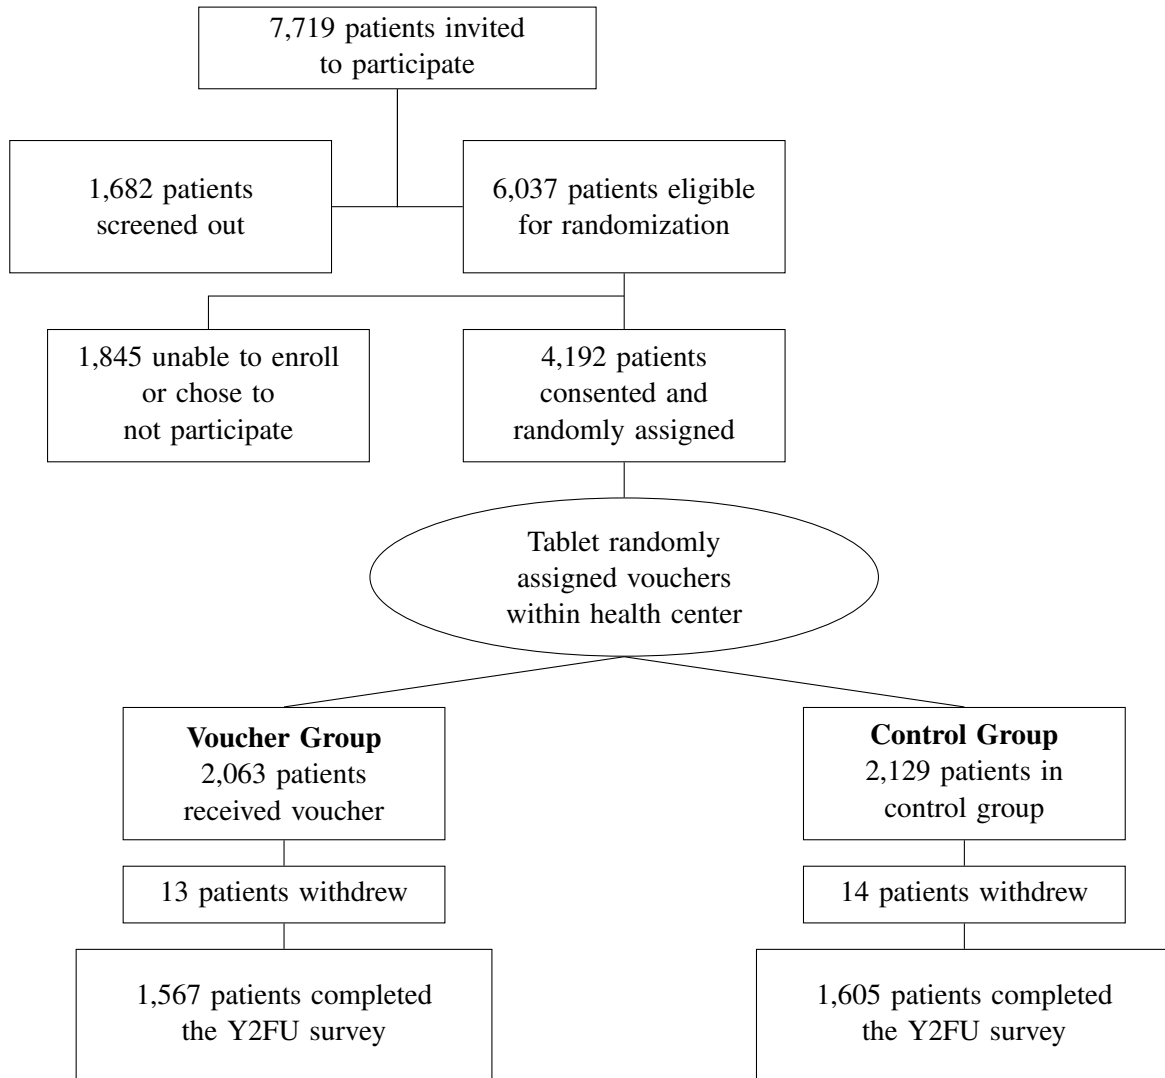 7,719 patients invited
to participate
1,682 patients
screened out
6,037 patients eligible
for randomization
1,845 unable to enroll
or chose to
not participate
4,192 patients
consented and
randomly assigned
Tablet randomly
assigned vouchers
within health center
Voucher Group
2,063 patients
received voucher
Control Group
2,129 patients in
control group
13 patients withdrew
14 patients withdrew
1,567 patients completed
the Y2FU survey
1,605 patients completed
the Y2FU survey